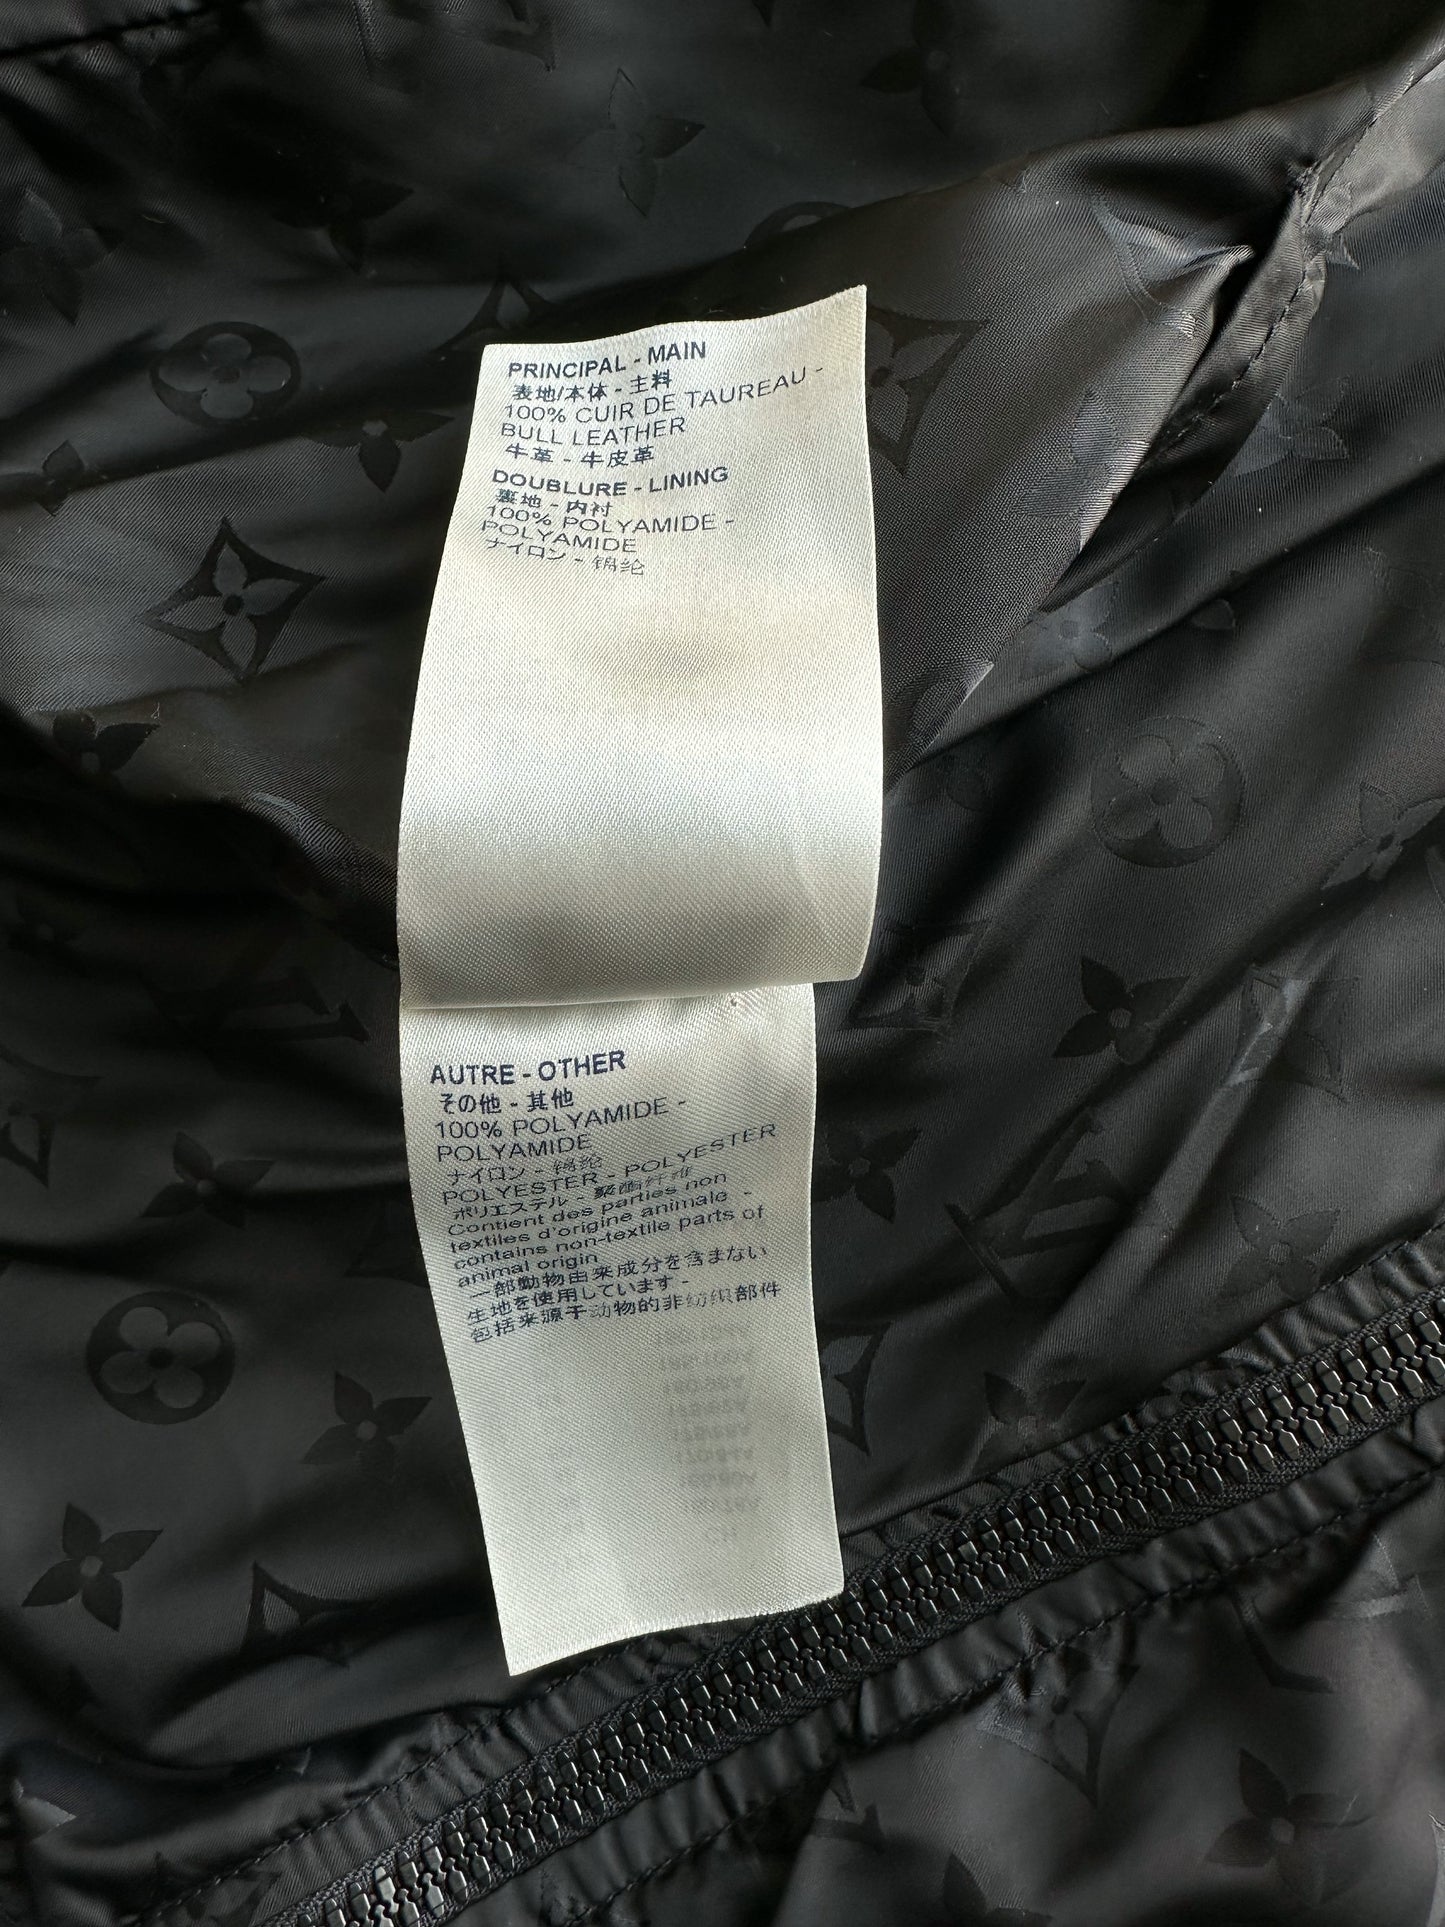 PRINCIPAL - MAIN
表地/本体 - 主料
100% CUIR DE TAUREAU -
BULL LEATHER
牛革 - 牛皮革
DOUBLURE - LINING
裏地 - 内衬
100% POLYAMIDE -
POLYAMIDE
ナイロン - 锦纶
AUTRE - OTHER
その他 - 其他
100% POLYAMIDE -
POLYAMIDE
ナイロン - 锦纶
POLYESTER - POLYESTER
ポリエステル - 聚酯纤维
Contient des parties non
textiles d'origine animale -
contains non-textile parts of
animal origin
一部動物由来成分を含まない
生地を使用しています -
包括来源于动物的非纺织部件